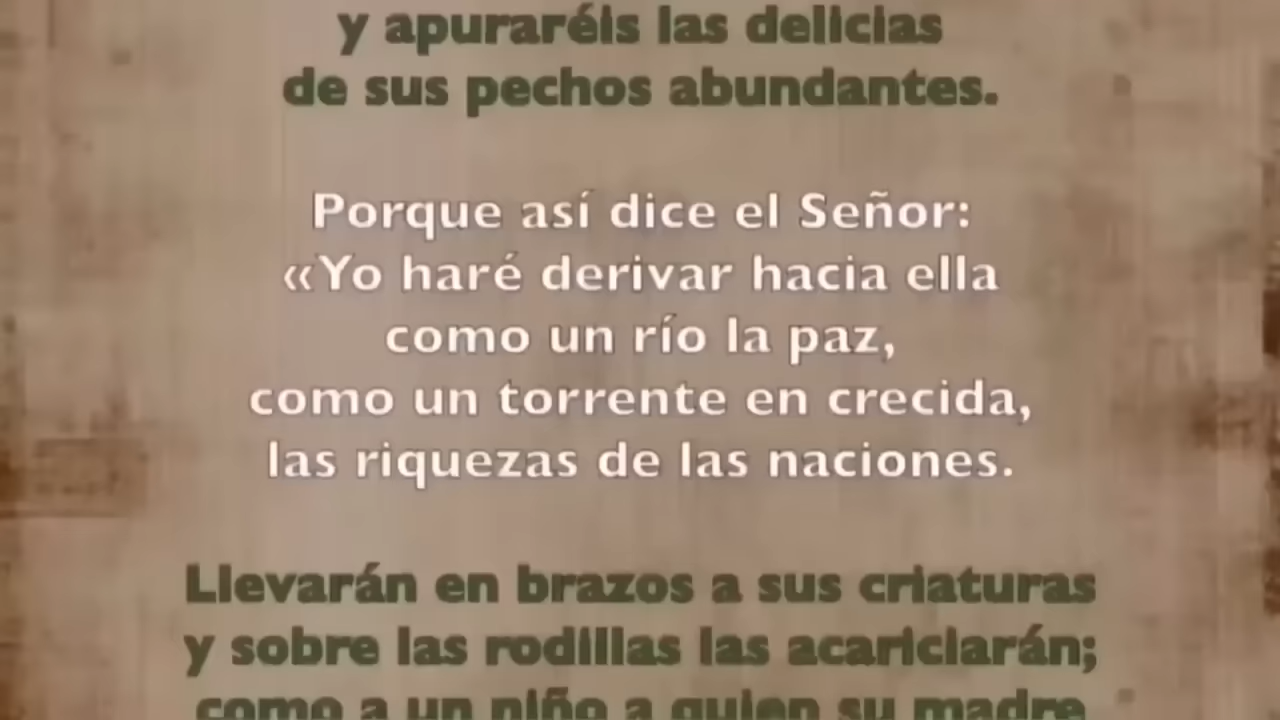 y apuraréis las delicias
de sus pechos abundantes.
Porque así dice el Señor:
«Yo haré derivar hacia ella
como un río la paz,
como un torrente en crecida,
las riquezas de las naciones.
Llevarán en brazos a sus criaturas
y sobre las rodillas las acariciarán;
como a un niño a quien su madre